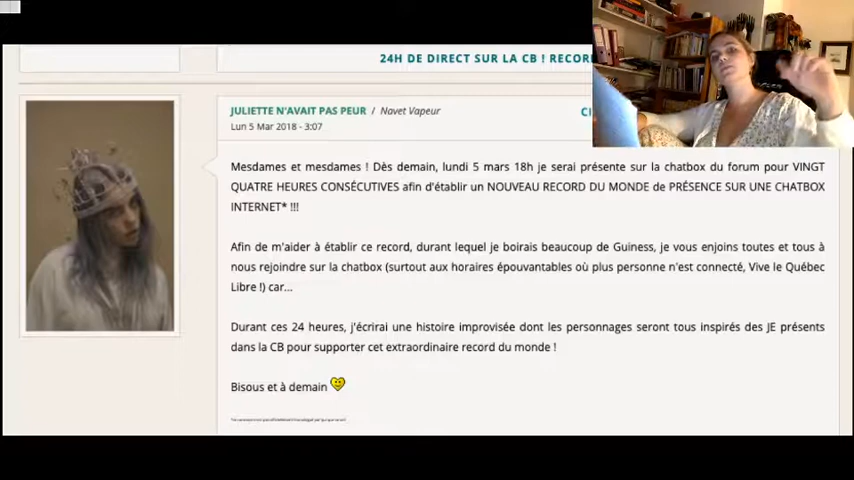 24H DE DIRECT SUR LA CB ! RECOR
JULIETTE N'AVAIT PAS PEUR / Navet Vapeur
Lun 5 Mar 2018 - 3:07
Mesdames et mesdames ! Dès demain, lundi 5 mars 18h je serai présente sur la chatbox du forum pour VINGT
QUATRE HEURES CONSÉCUTIVES afin d'établir un NOUVEAU RECORD DU MONDE de PRÉSENCE SUR UNE CHATBOX
INTERNET* !!!
Afin de m'aider à établir ce record, durant lequel je boirais beaucoup de Guiness, je vous enjoins toutes et tous à
nous rejoindre sur la chatbox (surtout aux horaires épouvantables où plus personne n'est connecté, Vive le Québec
Libre !) car...
Durant ces 24 heures, j'écrirai une histoire improvisée dont les personnages seront tous inspirés des JE présents
dans la CB pour supporter cet extraordinaire record du monde !
Bisous et à demain